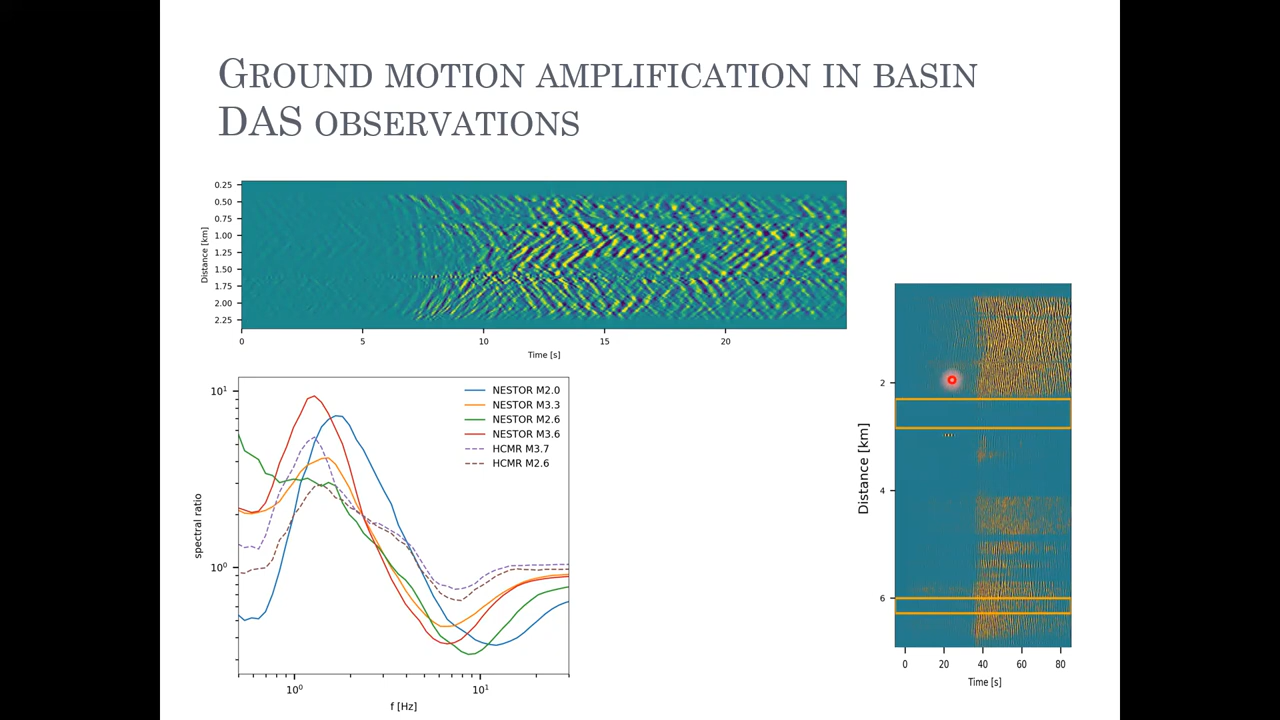 GROUND MOTION AMPLIFICATION IN BASIN
DAS OBSERVATIONS
0.25
0.50
0.75
1.00
1.25
1.50
1.75
2.00
2.25
Distance [km]
0 5 10 15 20
Time [s]
10¹
10⁰
spectral ratio
NESTOR M2.0
NESTOR M3.3
NESTOR M2.6
NESTOR M3.6
HCMR M3.7
HCMR M2.6
10⁰ 10¹
f [Hz]
2
4
6
Distance [km]
0 20 40 60 80
Time [s]